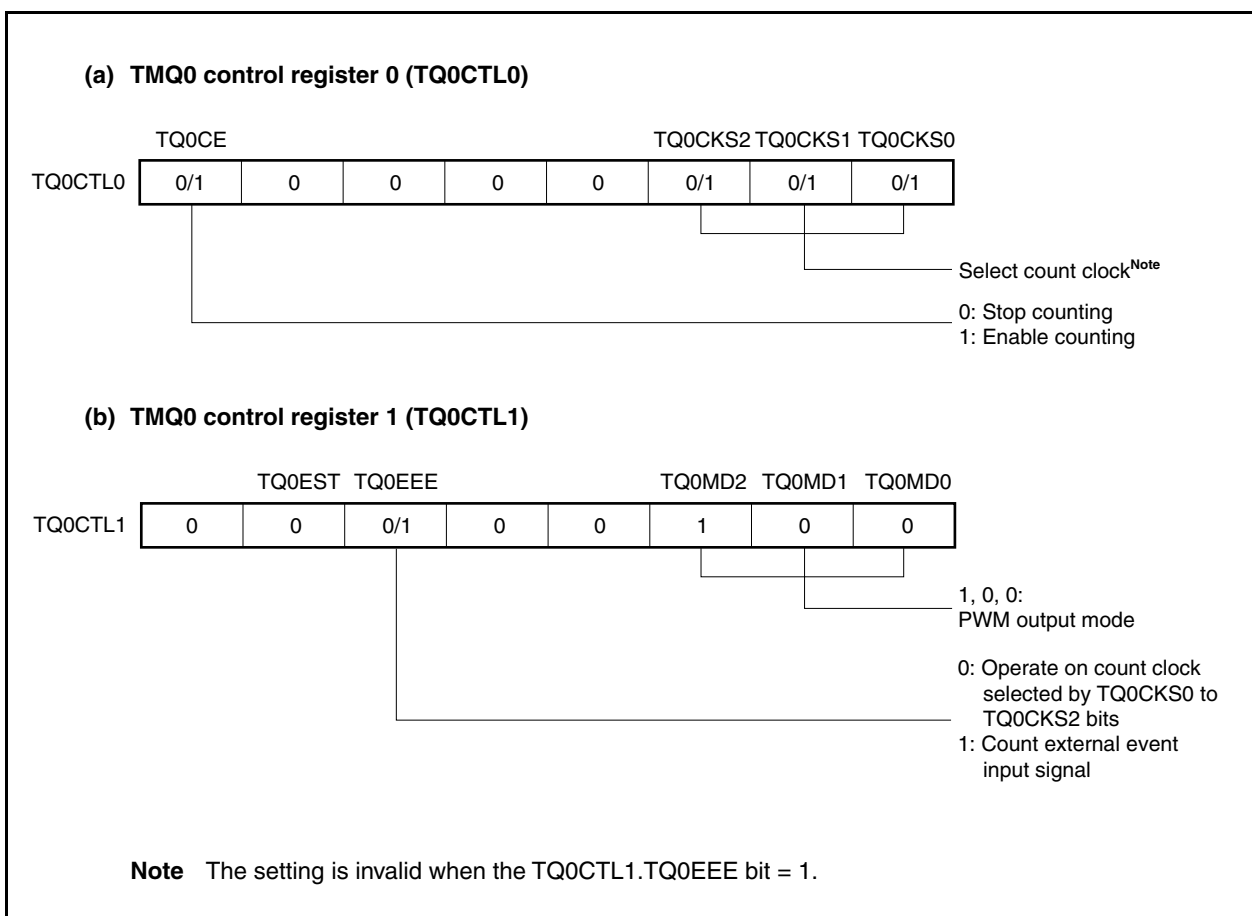 (a) TMQ0 control register 0 (TQ0CTL0)
TQ0CE TQ0CKS2 TQ0CKS1 TQ0CKS0
TQ0CTL0 0/1 0 0 0 0 0/1 0/1 0/1
Select count clockNote
0: Stop counting
1: Enable counting
(b) TMQ0 control register 1 (TQ0CTL1)
TQ0EST TQ0EEE TQ0MD2 TQ0MD1 TQ0MD0
TQ0CTL1 0 0 0/1 0 0 1 0 0
1, 0, 0:
PWM output mode
0: Operate on count clock
selected by TQ0CKS0 to
TQ0CKS2 bits
1: Count external event
input signal
Note The setting is invalid when the TQ0CTL1.TQ0EEE bit = 1.